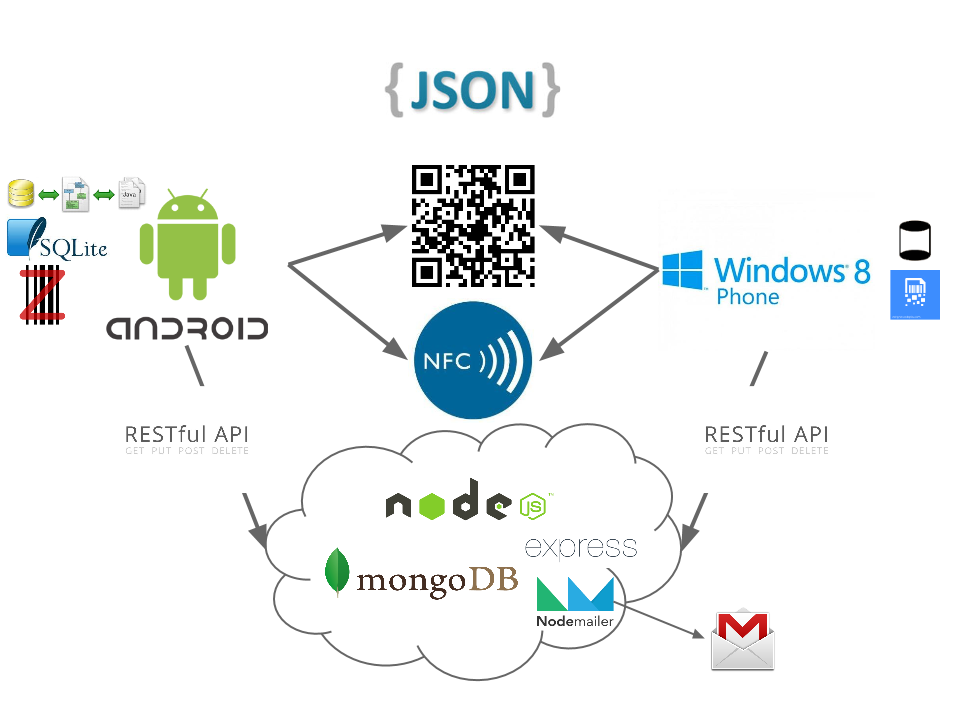 {JSON}
Java
SQLite
Z
ANDROID
NFC
Windows 8
Phone
RESTful API
GET PUT POST DELETE
RESTful API
GET PUT POST DELETE
node
JS
™
express
mongoDB
Nodemailer
M